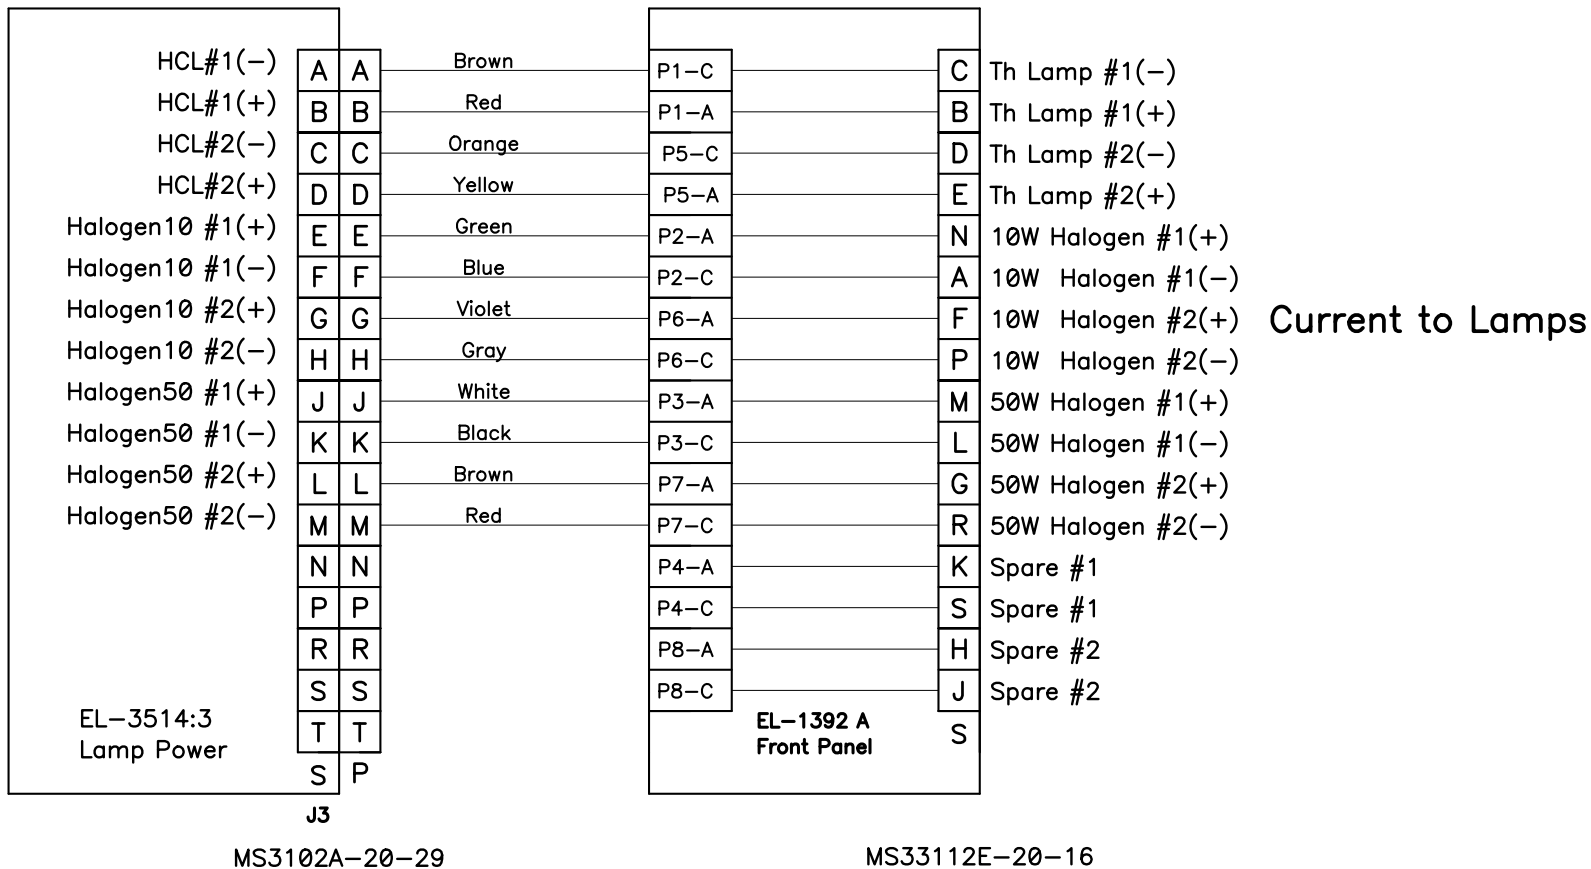 HCL#1(-) A A Brown P1-C C Th Lamp #1(-)
HCL#1(+) B B Red P1-A B Th Lamp #1(+)
HCL#2(-) C C Orange P5-C D Th Lamp #2(-)
HCL#2(+) D D Yellow P5-A E Th Lamp #2(+)
Halogen10 #1(+) E E Green P2-A N 10W Halogen #1(+)
Halogen10 #1(-) F F Blue P2-C A 10W Halogen #1(-)
Halogen10 #2(+) G G Violet P6-A F 10W Halogen #2(+) Current to Lamps
Halogen10 #2(-) H H Gray P6-C P 10W Halogen #2(-)
Halogen50 #1(+) J J White P3-A M 50W Halogen #1(+)
Halogen50 #1(-) K K Black P3-C L 50W Halogen #1(-)
Halogen50 #2(+) L L Brown P7-A G 50W Halogen #2(+)
Halogen50 #2(-) M M Red P7-C R 50W Halogen #2(-)
N N P4-A K Spare #1
P P P4-C S Spare #1
R R P8-A H Spare #2
S S P8-C J Spare #2
EL-3514:3 T T EL-1392 A S
Lamp Power Front Panel
S P
J3
MS3102A-20-29 MS33112E-20-16